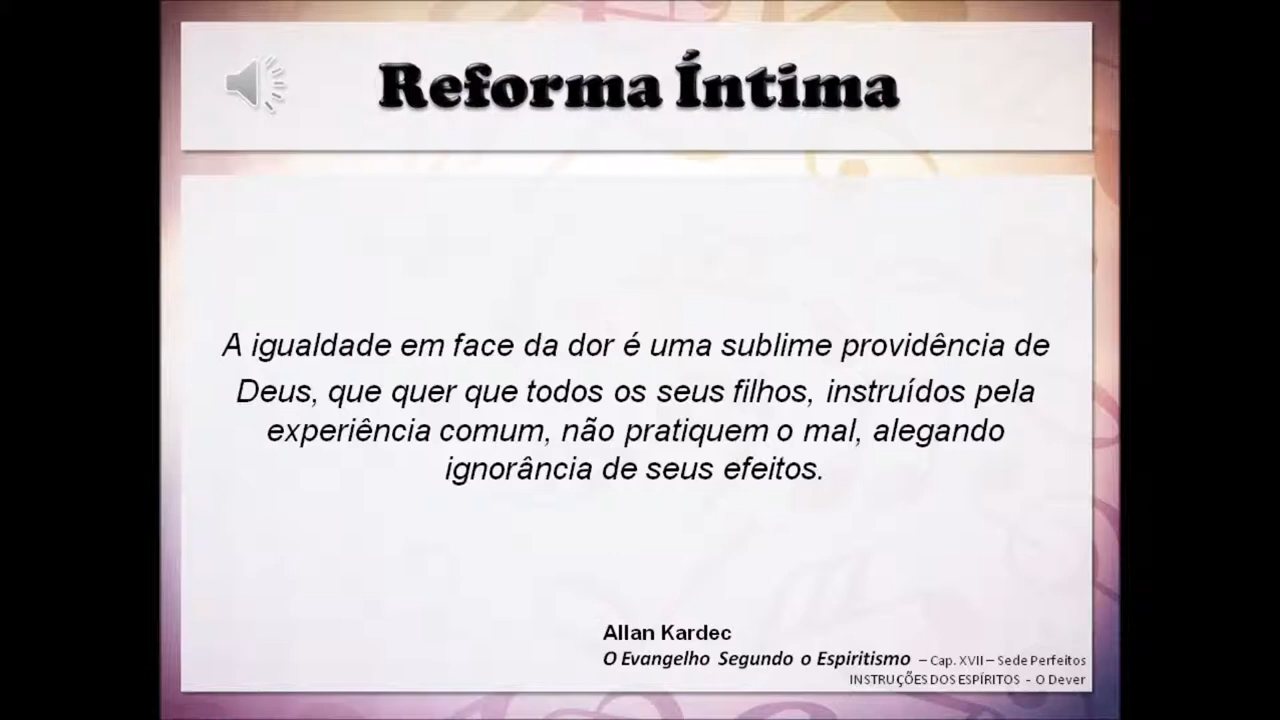 Reforma Íntima
A igualdade em face da dor é uma sublime providência de
Deus, que quer que todos os seus filhos, instruídos pela
experiência comum, não pratiquem o mal, alegando
ignorância de seus efeitos.
Allan Kardec
O Evangelho Segundo o Espiritismo – Cap. XVII – Sede Perfeitos
INSTRUÇÕES DOS ESPÍRITOS - O Dever